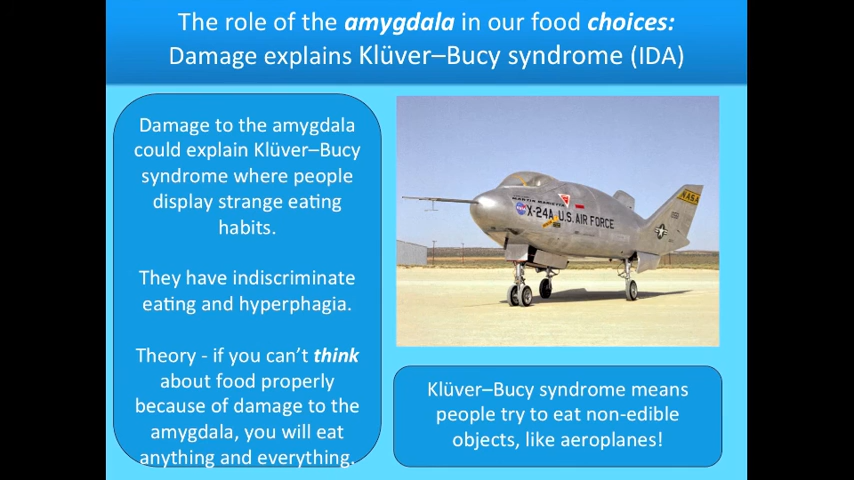 The role of the amygdala in our food choices:
Damage explains Klüver–Bucy syndrome (IDA)
Damage to the amygdala
could explain Klüver–Bucy
syndrome where people
display strange eating
habits.
They have indiscriminate
eating and hyperphagia.
Theory - if you can't think
about food properly
because of damage to the
amygdala, you will eat
anything and everything.
MARTIN MARIETTA
X-24A U.S. AIR FORCE
NASA
Klüver–Bucy syndrome means
people try to eat non-edible
objects, like aeroplanes!